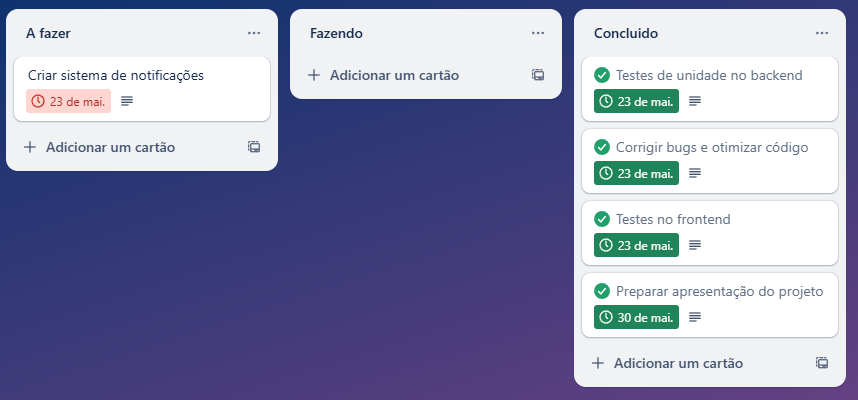 A fazer
Criar sistema de notificações
23 de mai.
Adicionar um cartão
Fazendo
Adicionar um cartão
Concluido
Testes de unidade no backend
23 de mai.
Corrigir bugs e otimizar código
23 de mai.
Testes no frontend
23 de mai.
Preparar apresentação do projeto
30 de mai.
Adicionar um cartão